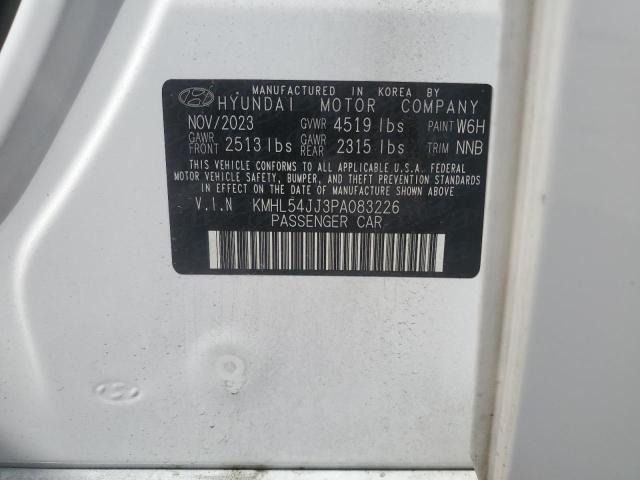 MANUFACTURED IN KOREA BY
HYUNDAI MOTOR COMPANY
NOV/2023 GVWR 4519 lbs PAINT W6H
GAWR FRONT 2513 lbs GAWR REAR 2315 lbs TRIM NNB
THIS VEHICLE CONFORMS TO ALL APPLICABLE U.S.A. FEDERAL
MOTOR VEHICLE SAFETY, BUMPER, AND THEFT PREVENTION STANDARDS
IN EFFECT ON THE DATE OF MANUFACTURE SHOWN ABOVE
V.I.N KMHL54JJ3PA083226
PASSENGER CAR